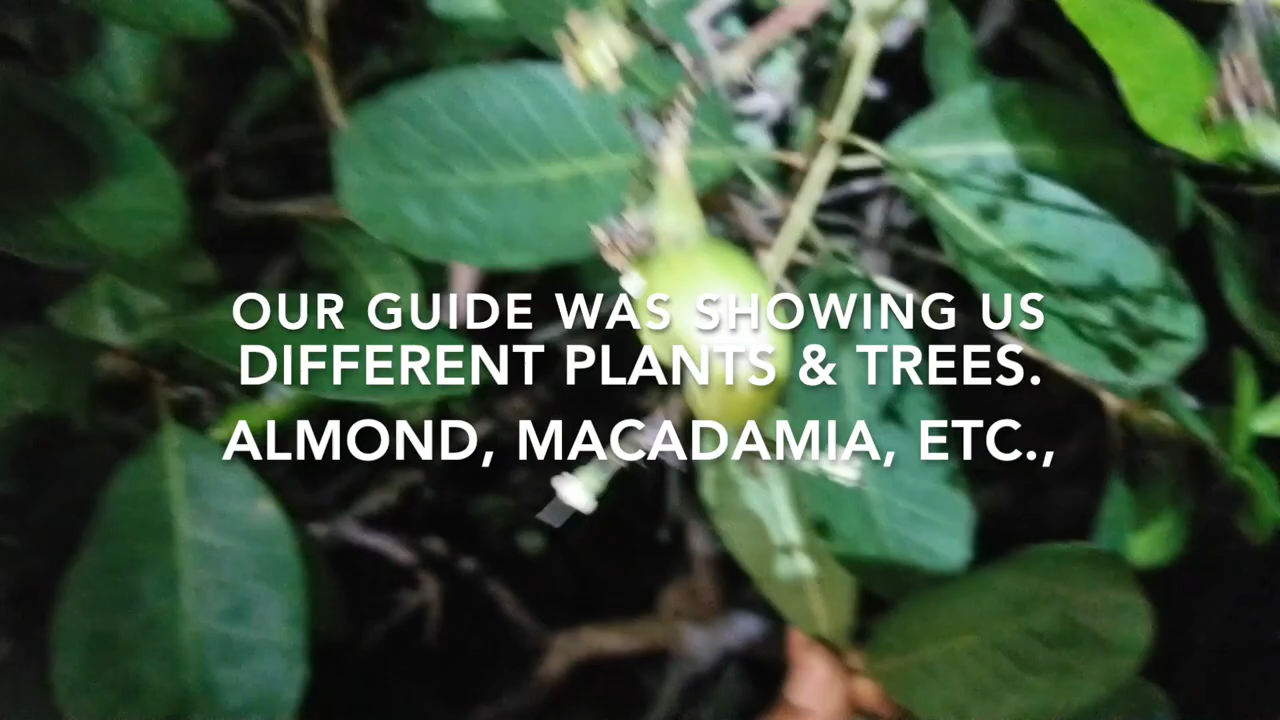 OUR GUIDE WAS SHOWING US
DIFFERENT PLANTS & TREES.
ALMOND, MACADAMIA, ETC.,